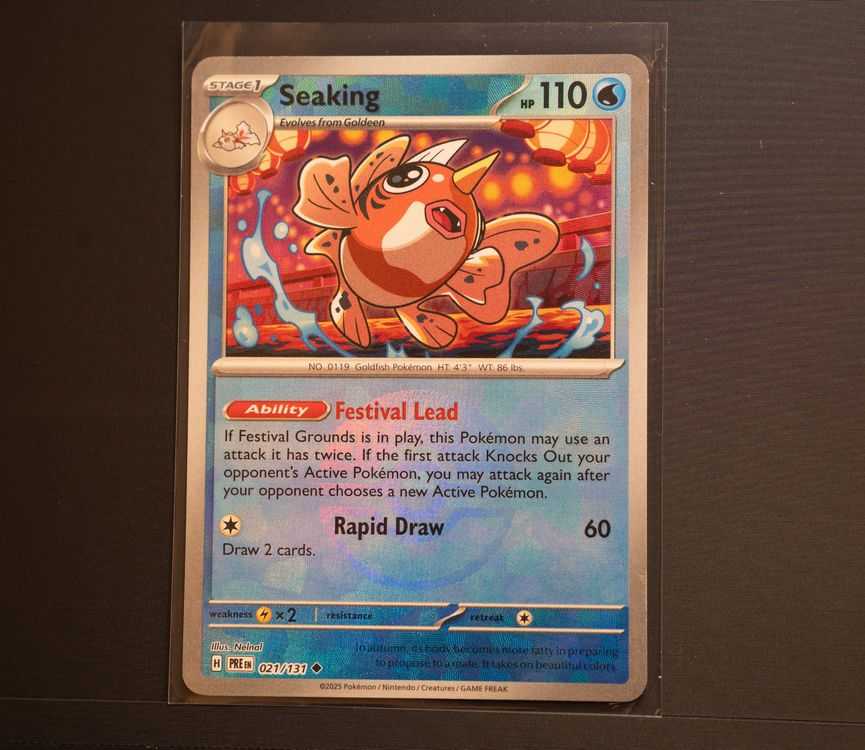 STAGE 1
Seaking
HP 110
Evolves from Goldeen
NO. 0119 Goldfish Pokémon HT: 4'3" WT: 86 lbs.
Ability Festival Lead
If Festival Grounds is in play, this Pokémon may use an
attack it has twice. If the first attack Knocks Out your
opponent's Active Pokémon, you may attack again after
your opponent chooses a new Active Pokémon.
Rapid Draw 60
Draw 2 cards.
weakness ×2 resistance retreat
Illus. Nelnal
H PRE EN 021/131
In autumn, its body becomes more fatty in preparing
to propose to a mate. It takes on beautiful colors.
©2025 Pokémon / Nintendo / Creatures / GAME FREAK